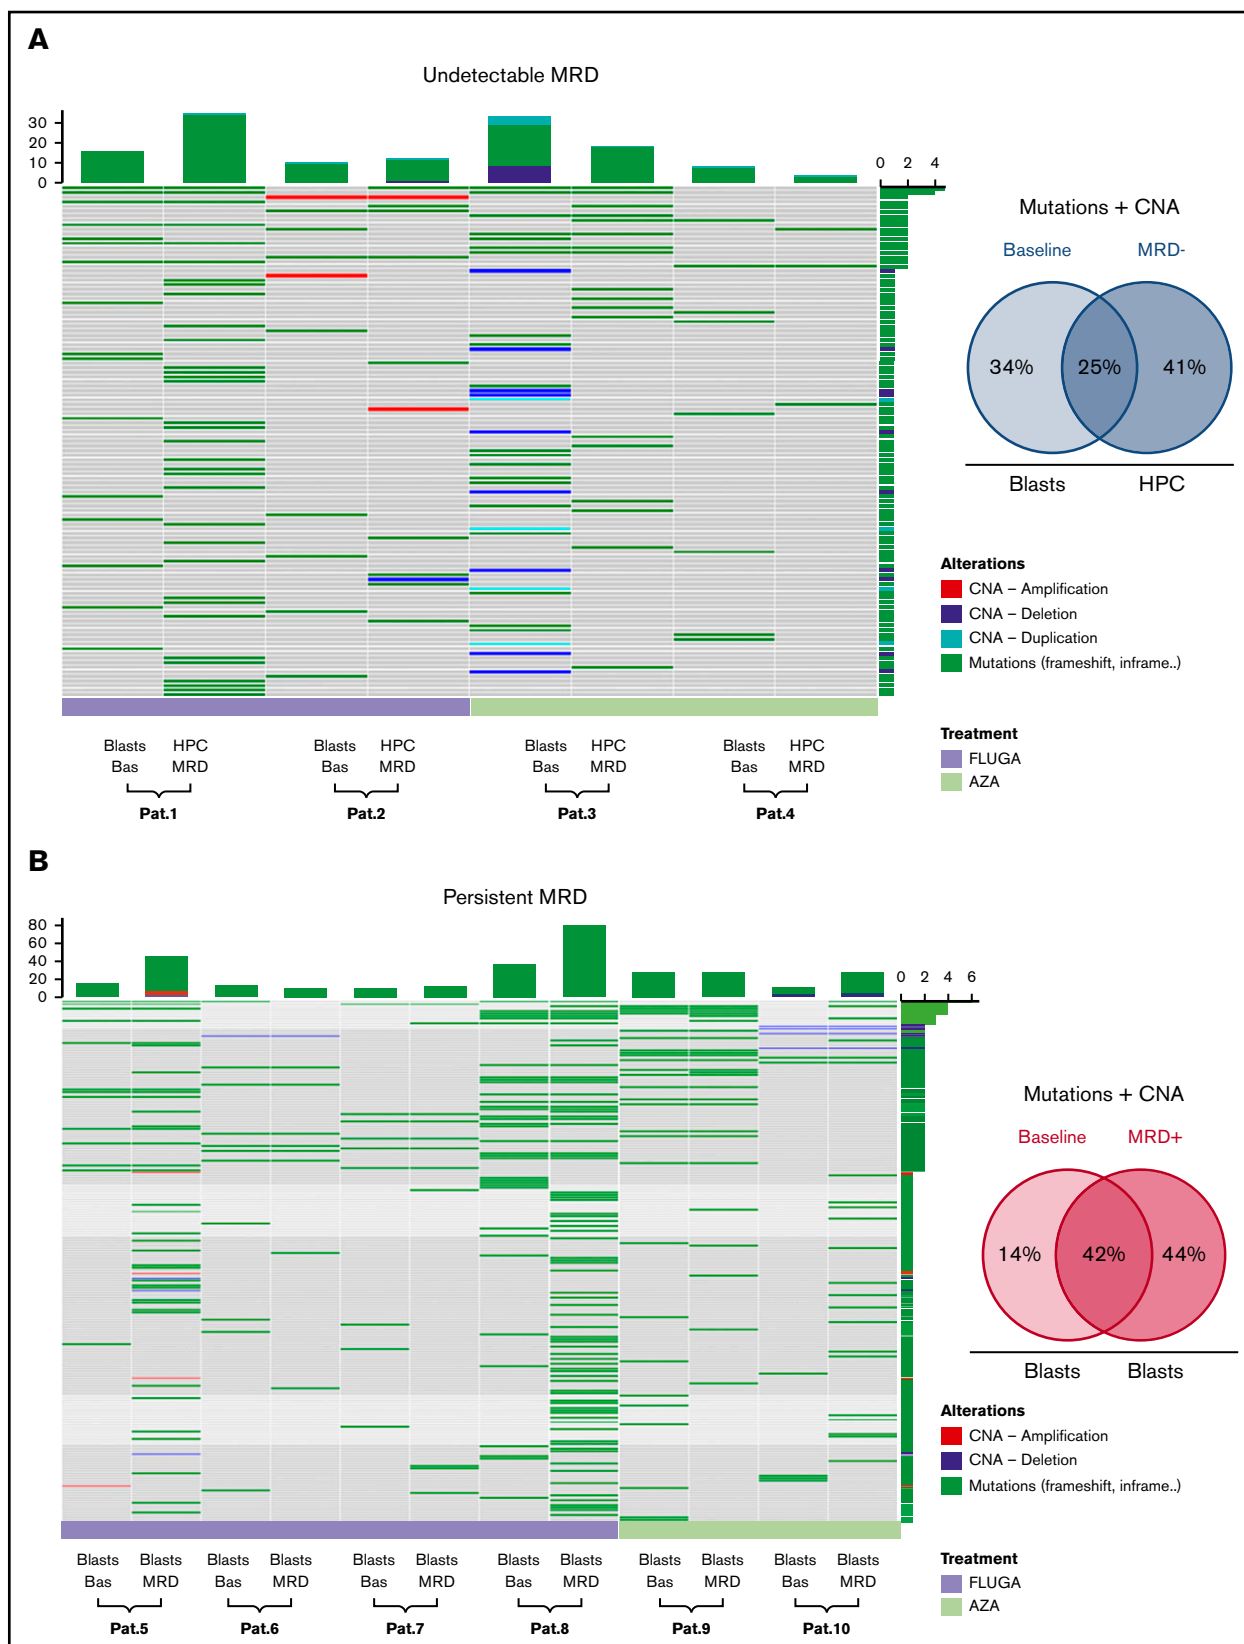 A
Undetectable MRD
30
20
10
0
0 2 4
Mutations + CNA
Baseline MRD-
34% 25% 41%
Blasts HPC
Alterations
CNA – Amplification
CNA – Deletion
CNA – Duplication
Mutations (frameshift, inframe..)
Treatment
FLUGA
AZA
Blasts HPC Blasts HPC Blasts HPC Blasts HPC
Bas MRD Bas MRD Bas MRD Bas MRD
Pat.1 Pat.2 Pat.3 Pat.4
B
Persistent MRD
80
60
40
20
0
0 2 4 6
Mutations + CNA
Baseline MRD+
14% 42% 44%
Blasts Blasts
Alterations
CNA – Amplification
CNA – Deletion
Mutations (frameshift, inframe..)
Treatment
FLUGA
AZA
Blasts Blasts Blasts Blasts Blasts Blasts Blasts Blasts Blasts Blasts Blasts Blasts
Bas MRD Bas MRD Bas MRD Bas MRD Bas MRD Bas MRD
Pat.5 Pat.6 Pat.7 Pat.8 Pat.9 Pat.10